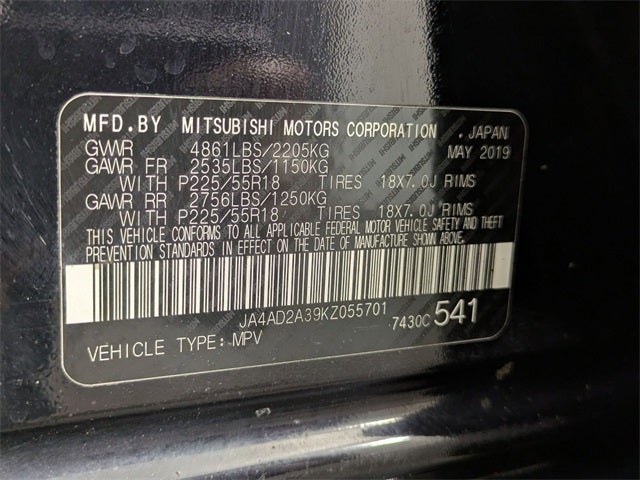 MFD.BY MITSUBISHI MOTORS CORPORATION . JAPAN
GVWR 4861LBS/2205KG MAY 2019
GAWR FR 2535LBS/1150KG
WITH P225/55R18 TIRES 18X7.0J RIMS
GAWR RR 2756LBS/1250KG
WITH P225/55R18 TIRES 18X7.0J RIMS
THIS VEHICLE CONFORMS TO ALL APPLICABLE FEDERAL MOTOR VEHICLE SAFETY AND THEFT
PREVENTION STANDARDS IN EFFECT ON THE DATE OF MANUFACTURE SHOWN ABOVE.
JA4AD2A39KZ055701 7430C 541
VEHICLE TYPE: MPV